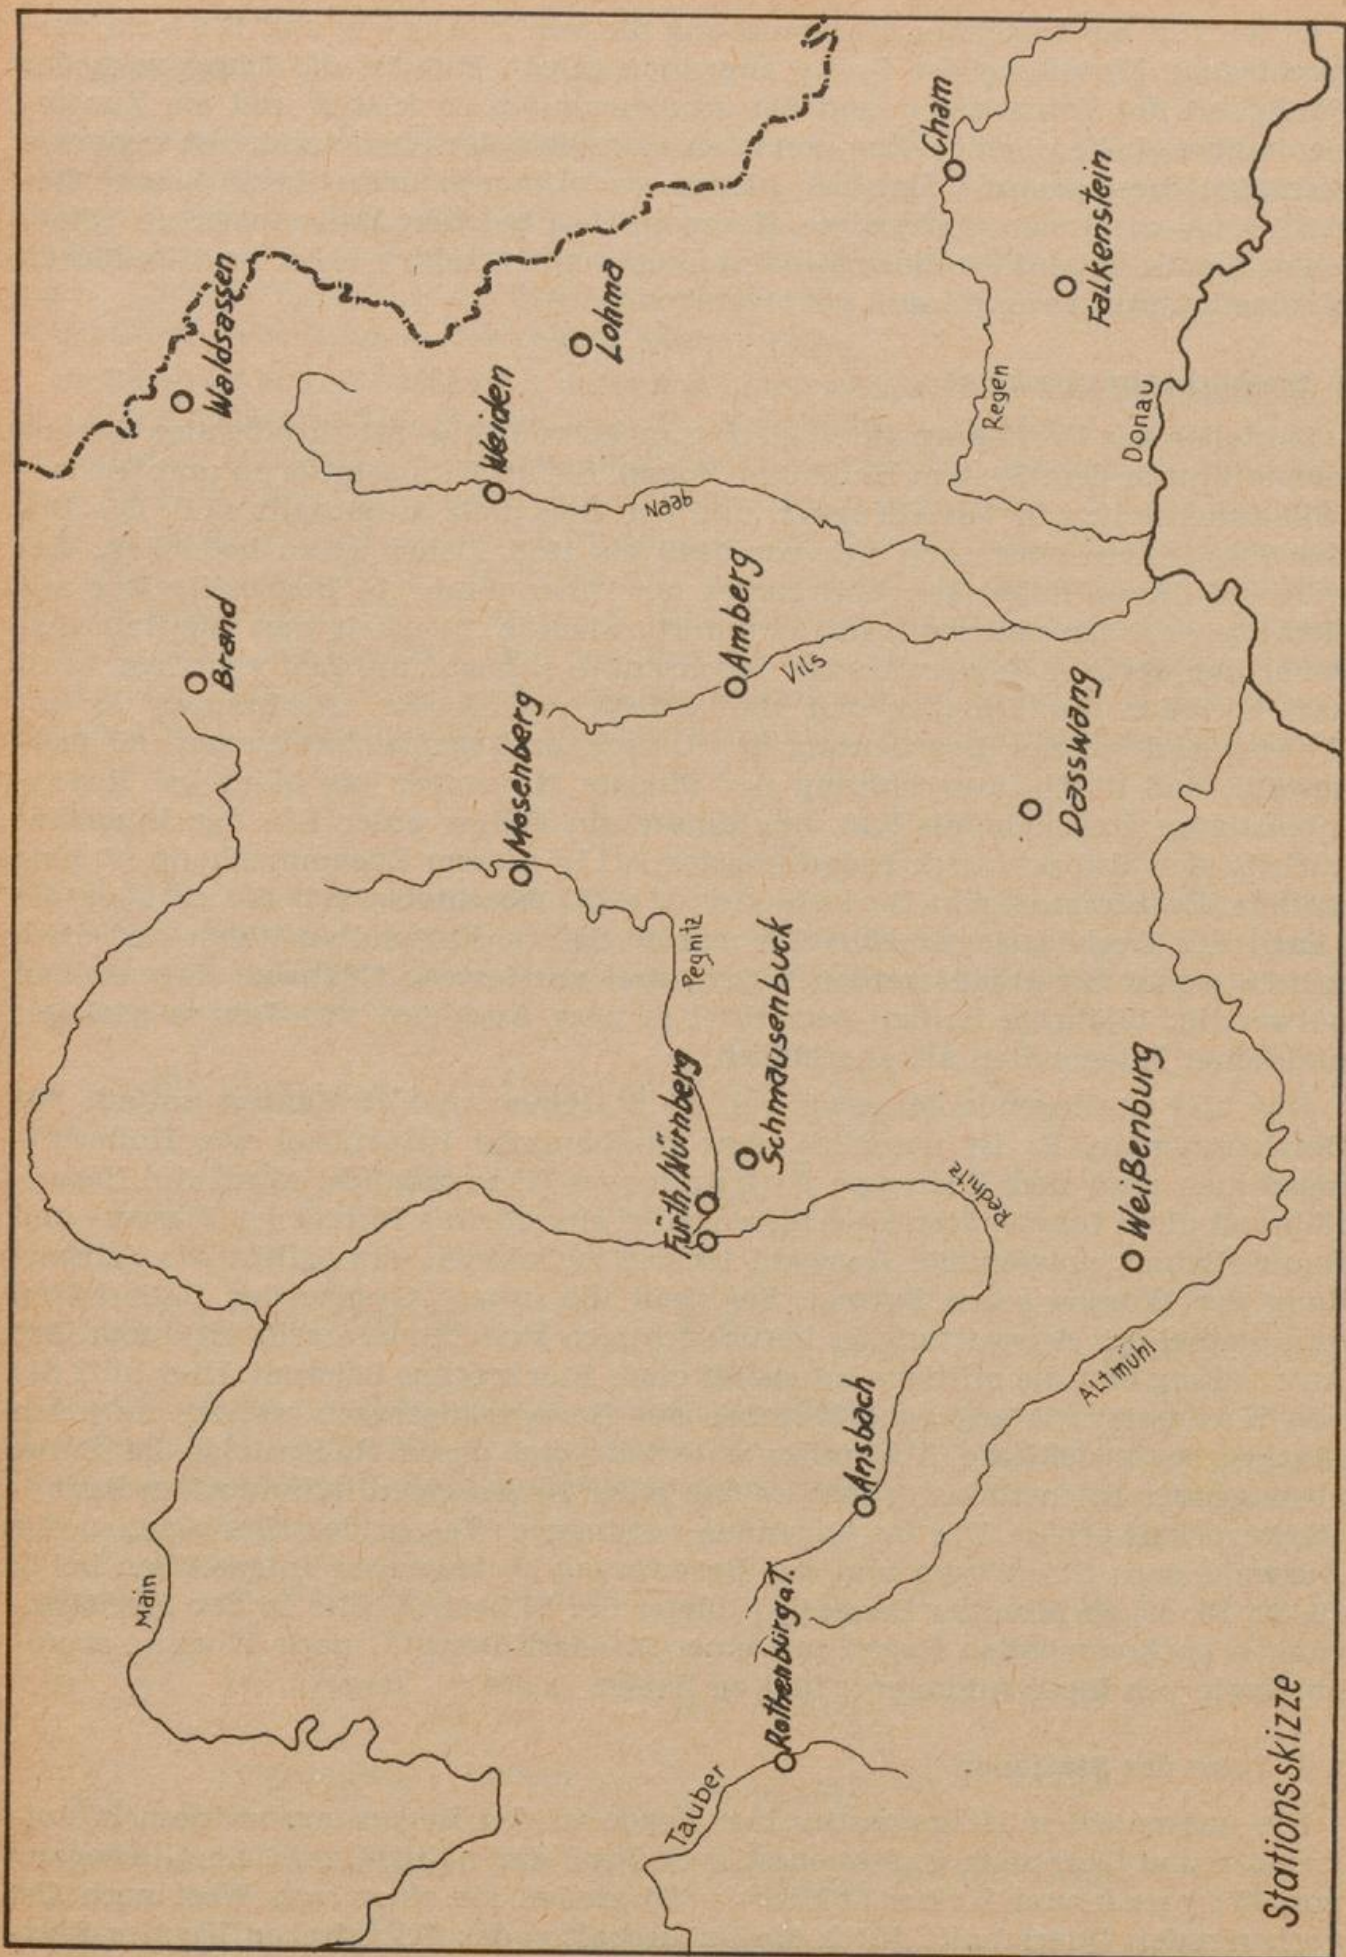 Main
Brand
Waldsassen
Tauber
Rothenburg a.T.
Fürth/Nürnberg
Pegnitz
Mosenberg
Weiden
Lohma
Naab
Ansbach
Schmausenbuck
Amberg
Vils
Cham
Rednitz
Regen
Altmühl
Weißenburg
Dasswang
Donau
Falkenstein
Stationsskizze